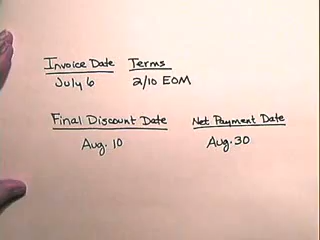 Invoice Date Terms
July 6 2/10 EOM
Final Discount Date Net Payment Date
Aug. 10 Aug. 30